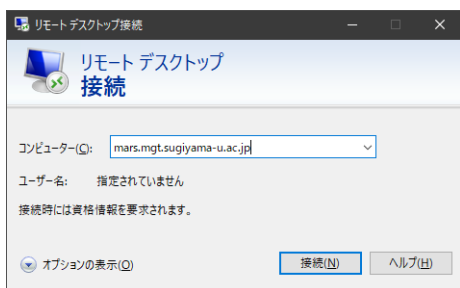 リモート デスクトップ接続
リモート デスクトップ
接続
コンピューター(C): mars.mgt.sugiyama-u.ac.jp
ユーザー名: 指定されていません
接続時には資格情報を要求されます。
オプションの表示(O) 接続(N) ヘルプ(H)